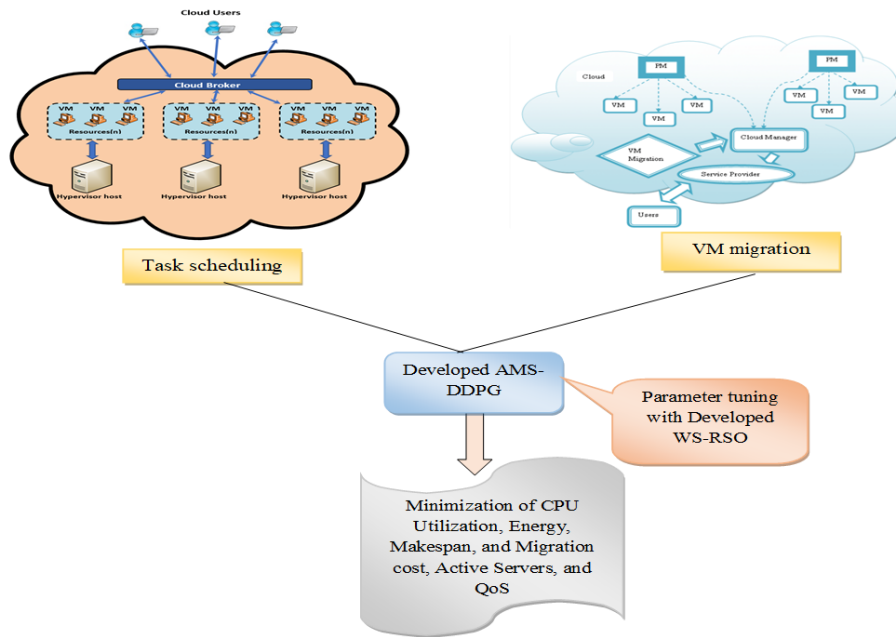 Cloud Users
Cloud Broker
VM VM VM
Resources(n)
VM VM VM
Resources(n)
VM VM VM
Resources(n)
Hypervisor host
Hypervisor host
Hypervisor host
Task scheduling
Cloud
PM
PM
VM
VM
VM
VM
VM
VM
VM
Migration
Cloud Manager
Service Provider
Users
VM migration
Developed AMS-
DDPG
Parameter tuning
with Developed
WS-RSO
Minimization of CPU
Utilization, Energy,
Makespan, and Migration
cost, Active Servers, and
QoS